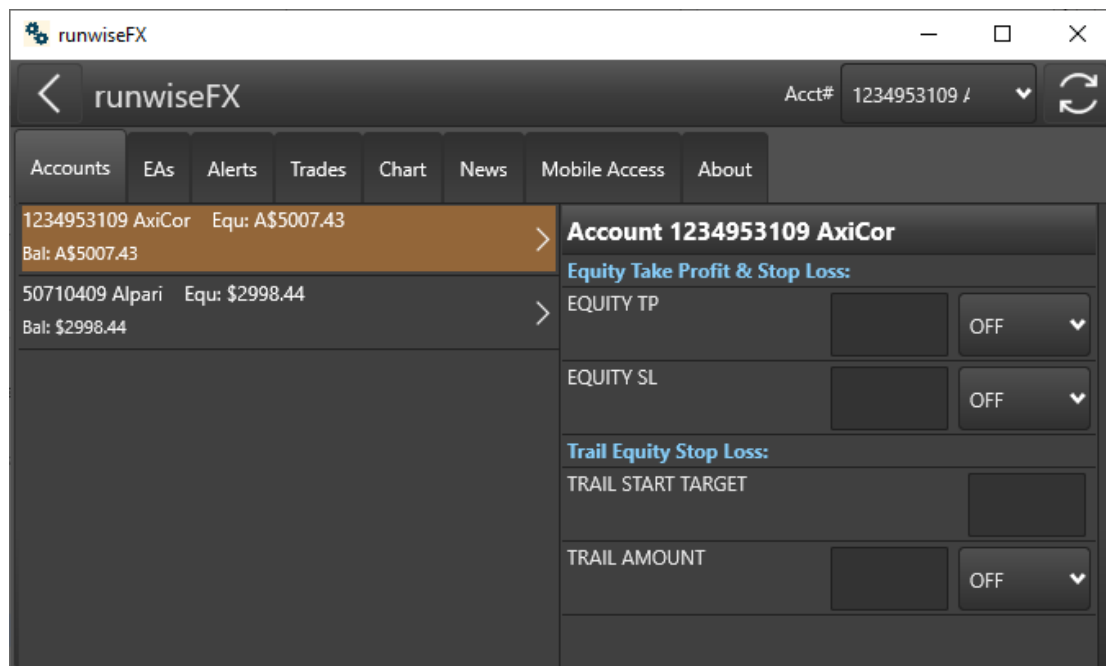 runwiseFX
runwiseFX
Acct# 1234953109 A
Accounts EAs Alerts Trades Chart News Mobile Access About
1234953109 AxiCor Equ: A$5007.43
Bal: A$5007.43
50710409 Alpari Equ: $2998.44
Bal: $2998.44
Account 1234953109 AxiCor
Equity Take Profit & Stop Loss:
EQUITY TP OFF
EQUITY SL OFF
Trail Equity Stop Loss:
TRAIL START TARGET
TRAIL AMOUNT OFF